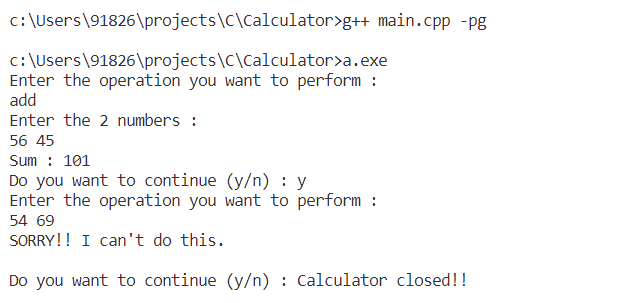 c:\Users\91826\projects\C\Calculator>g++ main.cpp -pg
c:\Users\91826\projects\C\Calculator>a.exe
Enter the operation you want to perform :
add
Enter the 2 numbers :
56 45
Sum : 101
Do you want to continue (y/n) : y
Enter the operation you want to perform :
54 69
SORRY!! I can't do this.
Do you want to continue (y/n) : Calculator closed!!